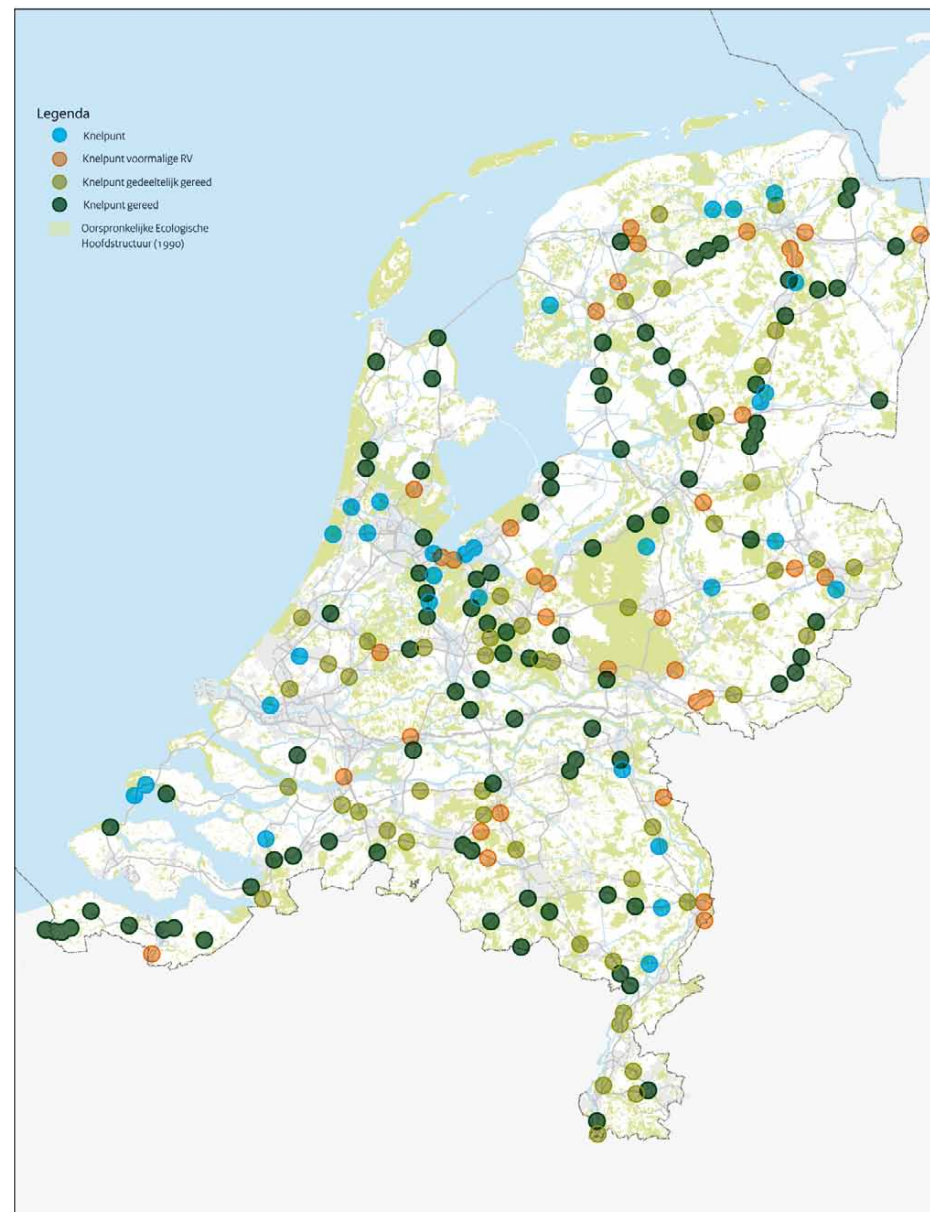 Legenda
Knelpunt
Knelpunt voormalige RV
Knelpunt gedeeltelijk gereed
Knelpunt gereed
Oorspronkelijke Ecologische
Hoofdstructuur (1990)